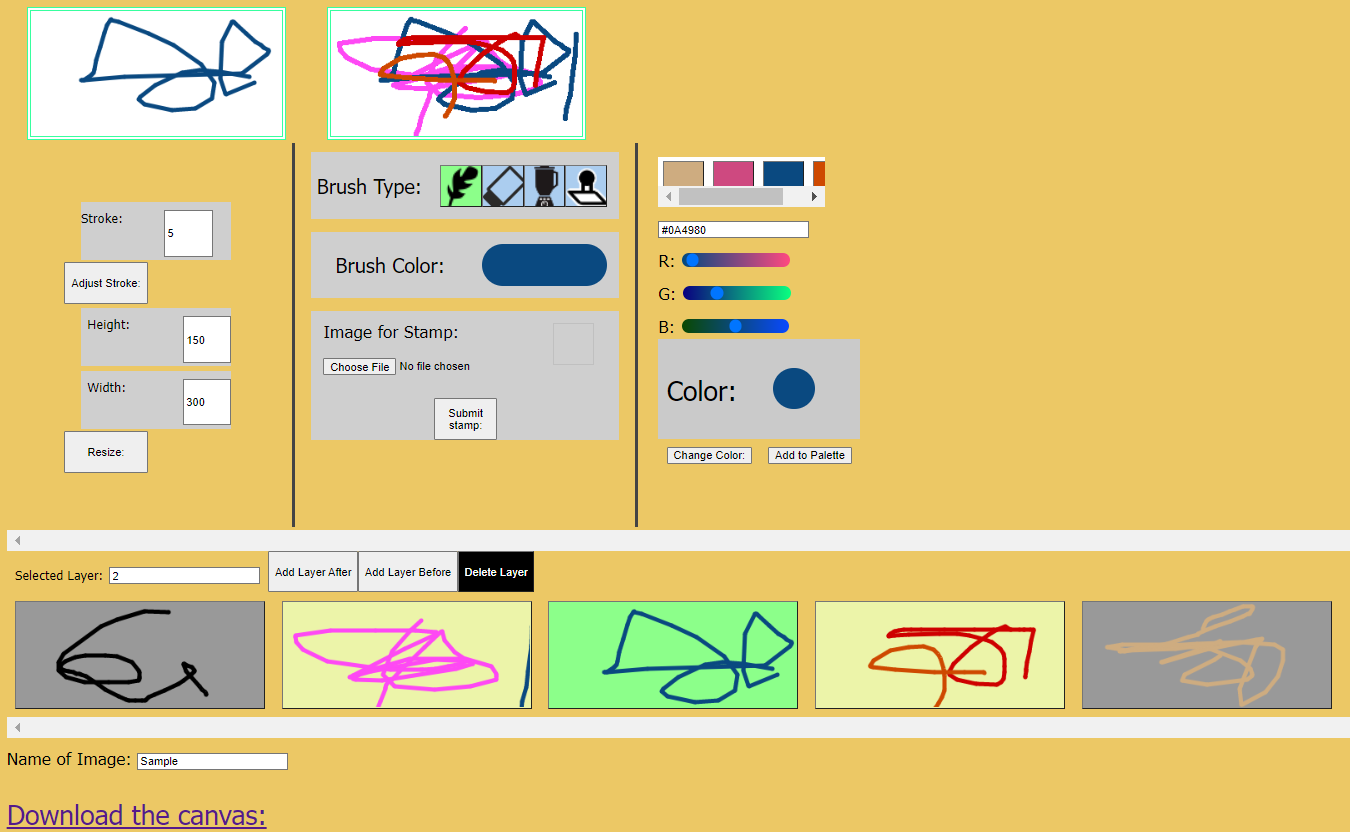 Stroke:
5
Adjust Stroke:
Height:
150
Width:
300
Resize:
Brush Type:
Brush Color:
Image for Stamp:
Choose File No file chosen
Submit
stamp:
#0A4980
R:
G:
B:
Color:
Change Color: Add to Palette
Selected Layer: 2 Add Layer After Add Layer Before Delete Layer
Name of Image: Sample
Download the canvas: